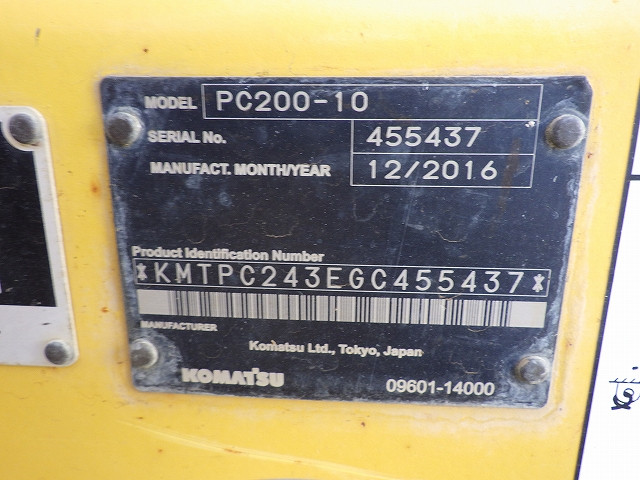 MODEL PC200-10
SERIAL No. 455437
MANUFACT. MONTH/YEAR 12/2016
Product Identification Number
*KMTPC243EGC455437*
MANUFACTURER
Komatsu Ltd., Tokyo, Japan
KOMATSU 09601-14000